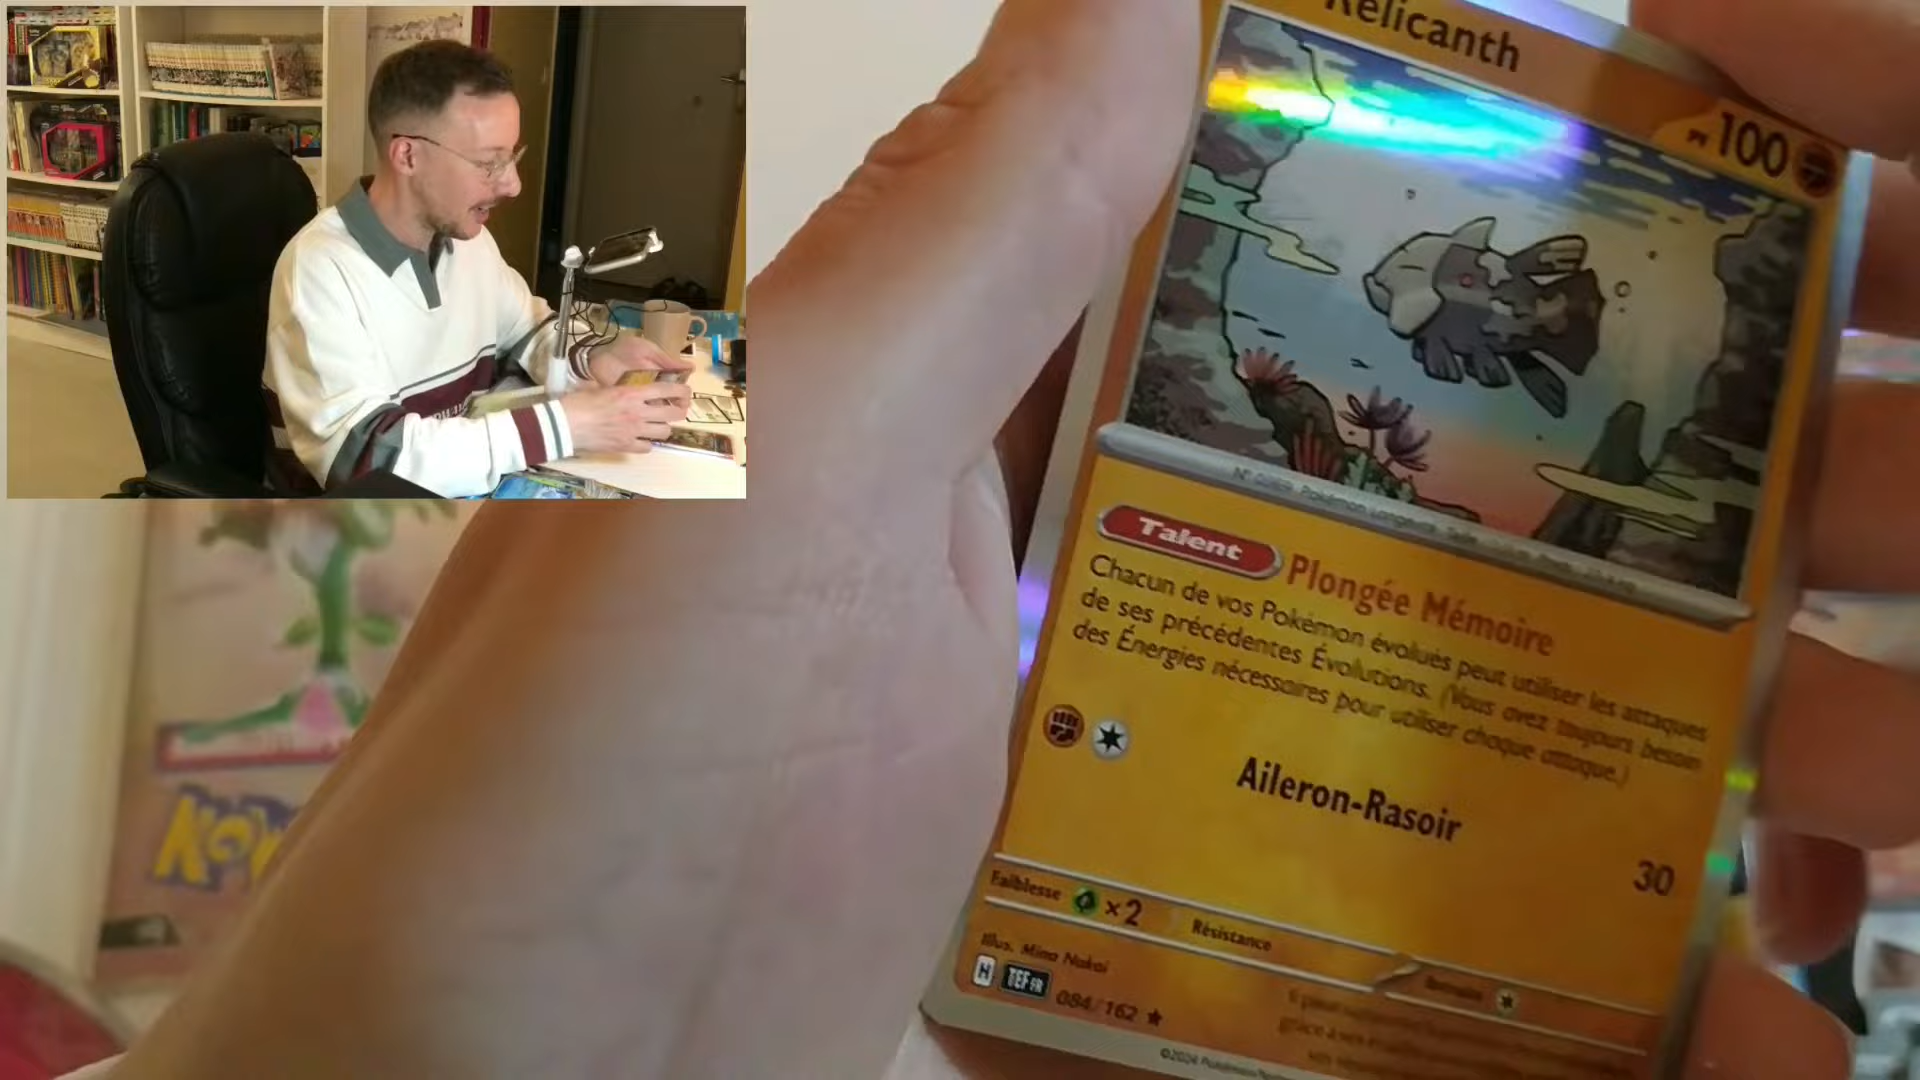 Relicanth
PV 100
Talent Plongée Mémoire
Chacun de vos Pokémon évolués peut utiliser les attaques
de ses précédentes Évolutions. (Vous avez toujours besoin
des Énergies nécessaires pour utiliser chaque attaque.)
Aileron-Rasoir
30
Faiblesse ×2 Résistance
Illus. Mina Nakai
H TEF FR 084/162 ★